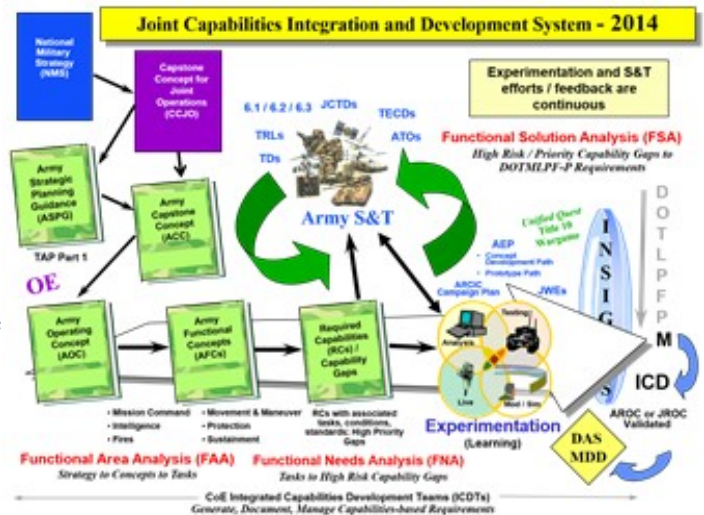 Joint Capabilities Integration and Development System - 2014
National
Military
Strategy
(NMS)
Capstone
Concept for
Joint
Operations
(CCJO)
Experimentation and S&T
efforts / feedback are
continuous
6.1 / 6.2 / 6.3
JCTDs
TECDs
TRLs
ATOs
TDs
Army S&T
Functional Solution Analysis (FSA)
High Risk / Priority Capability Gaps to
DOTMLPF-P Requirements
Army
Strategic
Planning
Guidance
(ASPG)
TAP Part 1
Army
Capstone
Concept
(ACC)
OE
Unified Quest
Title 10
Wargame
AEP
• Concept
Development Path
• Prototype Path
ARCIC
Campaign Plan
JWEs
D
O
T
L
P
F
P
M
I
N
S
I
G
S
Army
Operating
Concept
(AOC)
Army
Functional
Concepts
(AFCs)
Required
Capabilities
(RCs) /
Capability
Gaps
Analysis
Testing
Live
Mod / Sim
Experimentation
(Learning)
ICD
AROC or JROC
Validated
DAS
MDD
• Mission Command
• Intelligence
• Fires
• Movement & Maneuver
• Protection
• Sustainment
RCs with associated
tasks, conditions,
standards; High Priority
Gaps
Functional Area Analysis (FAA)
Strategy to Concepts to Tasks
Functional Needs Analysis (FNA)
Tasks to High Risk Capability Gaps
CoE Integrated Capabilities Development Teams (ICDTs)
Generate, Document, Manage Capabilities-based Requirements